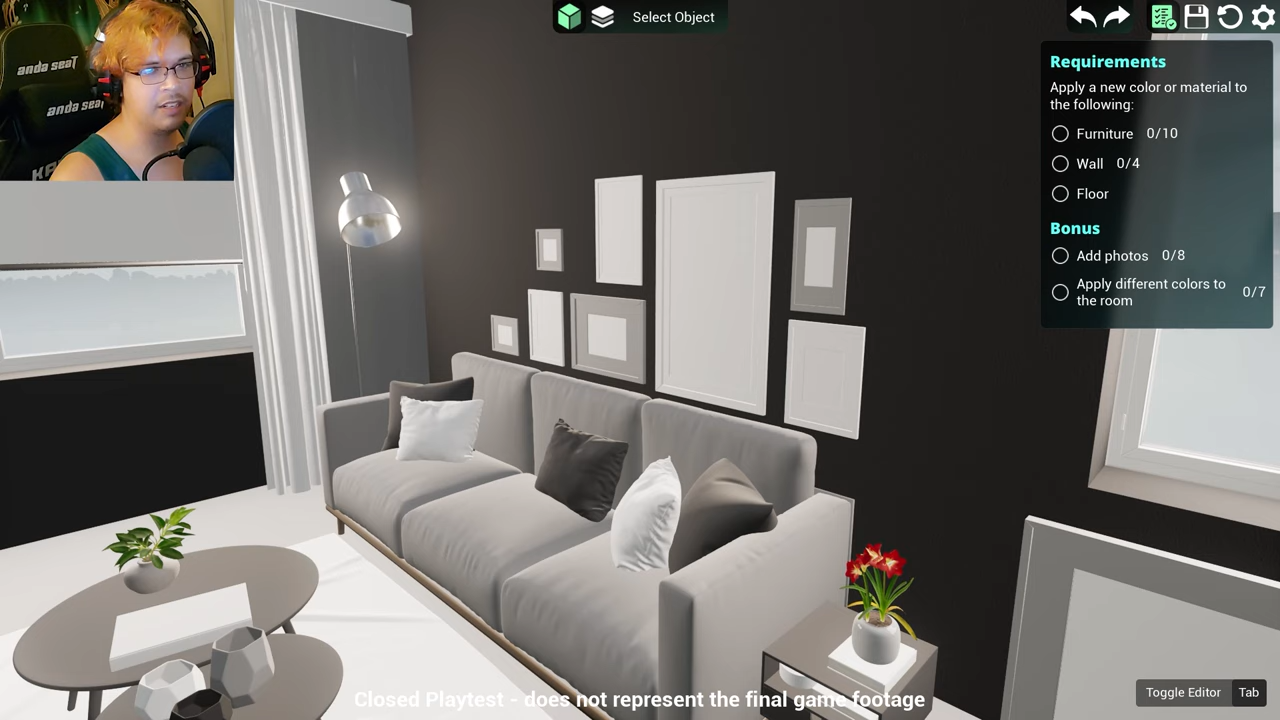 anda seaT
anda sea
KA
Select Object
Requirements
Apply a new color or material to
the following:
Furniture 0/10
Wall 0/4
Floor
Bonus
Add photos 0/8
Apply different colors to
the room 0/7
Closed Playtest - does not represent the final game footage
Toggle Editor Tab